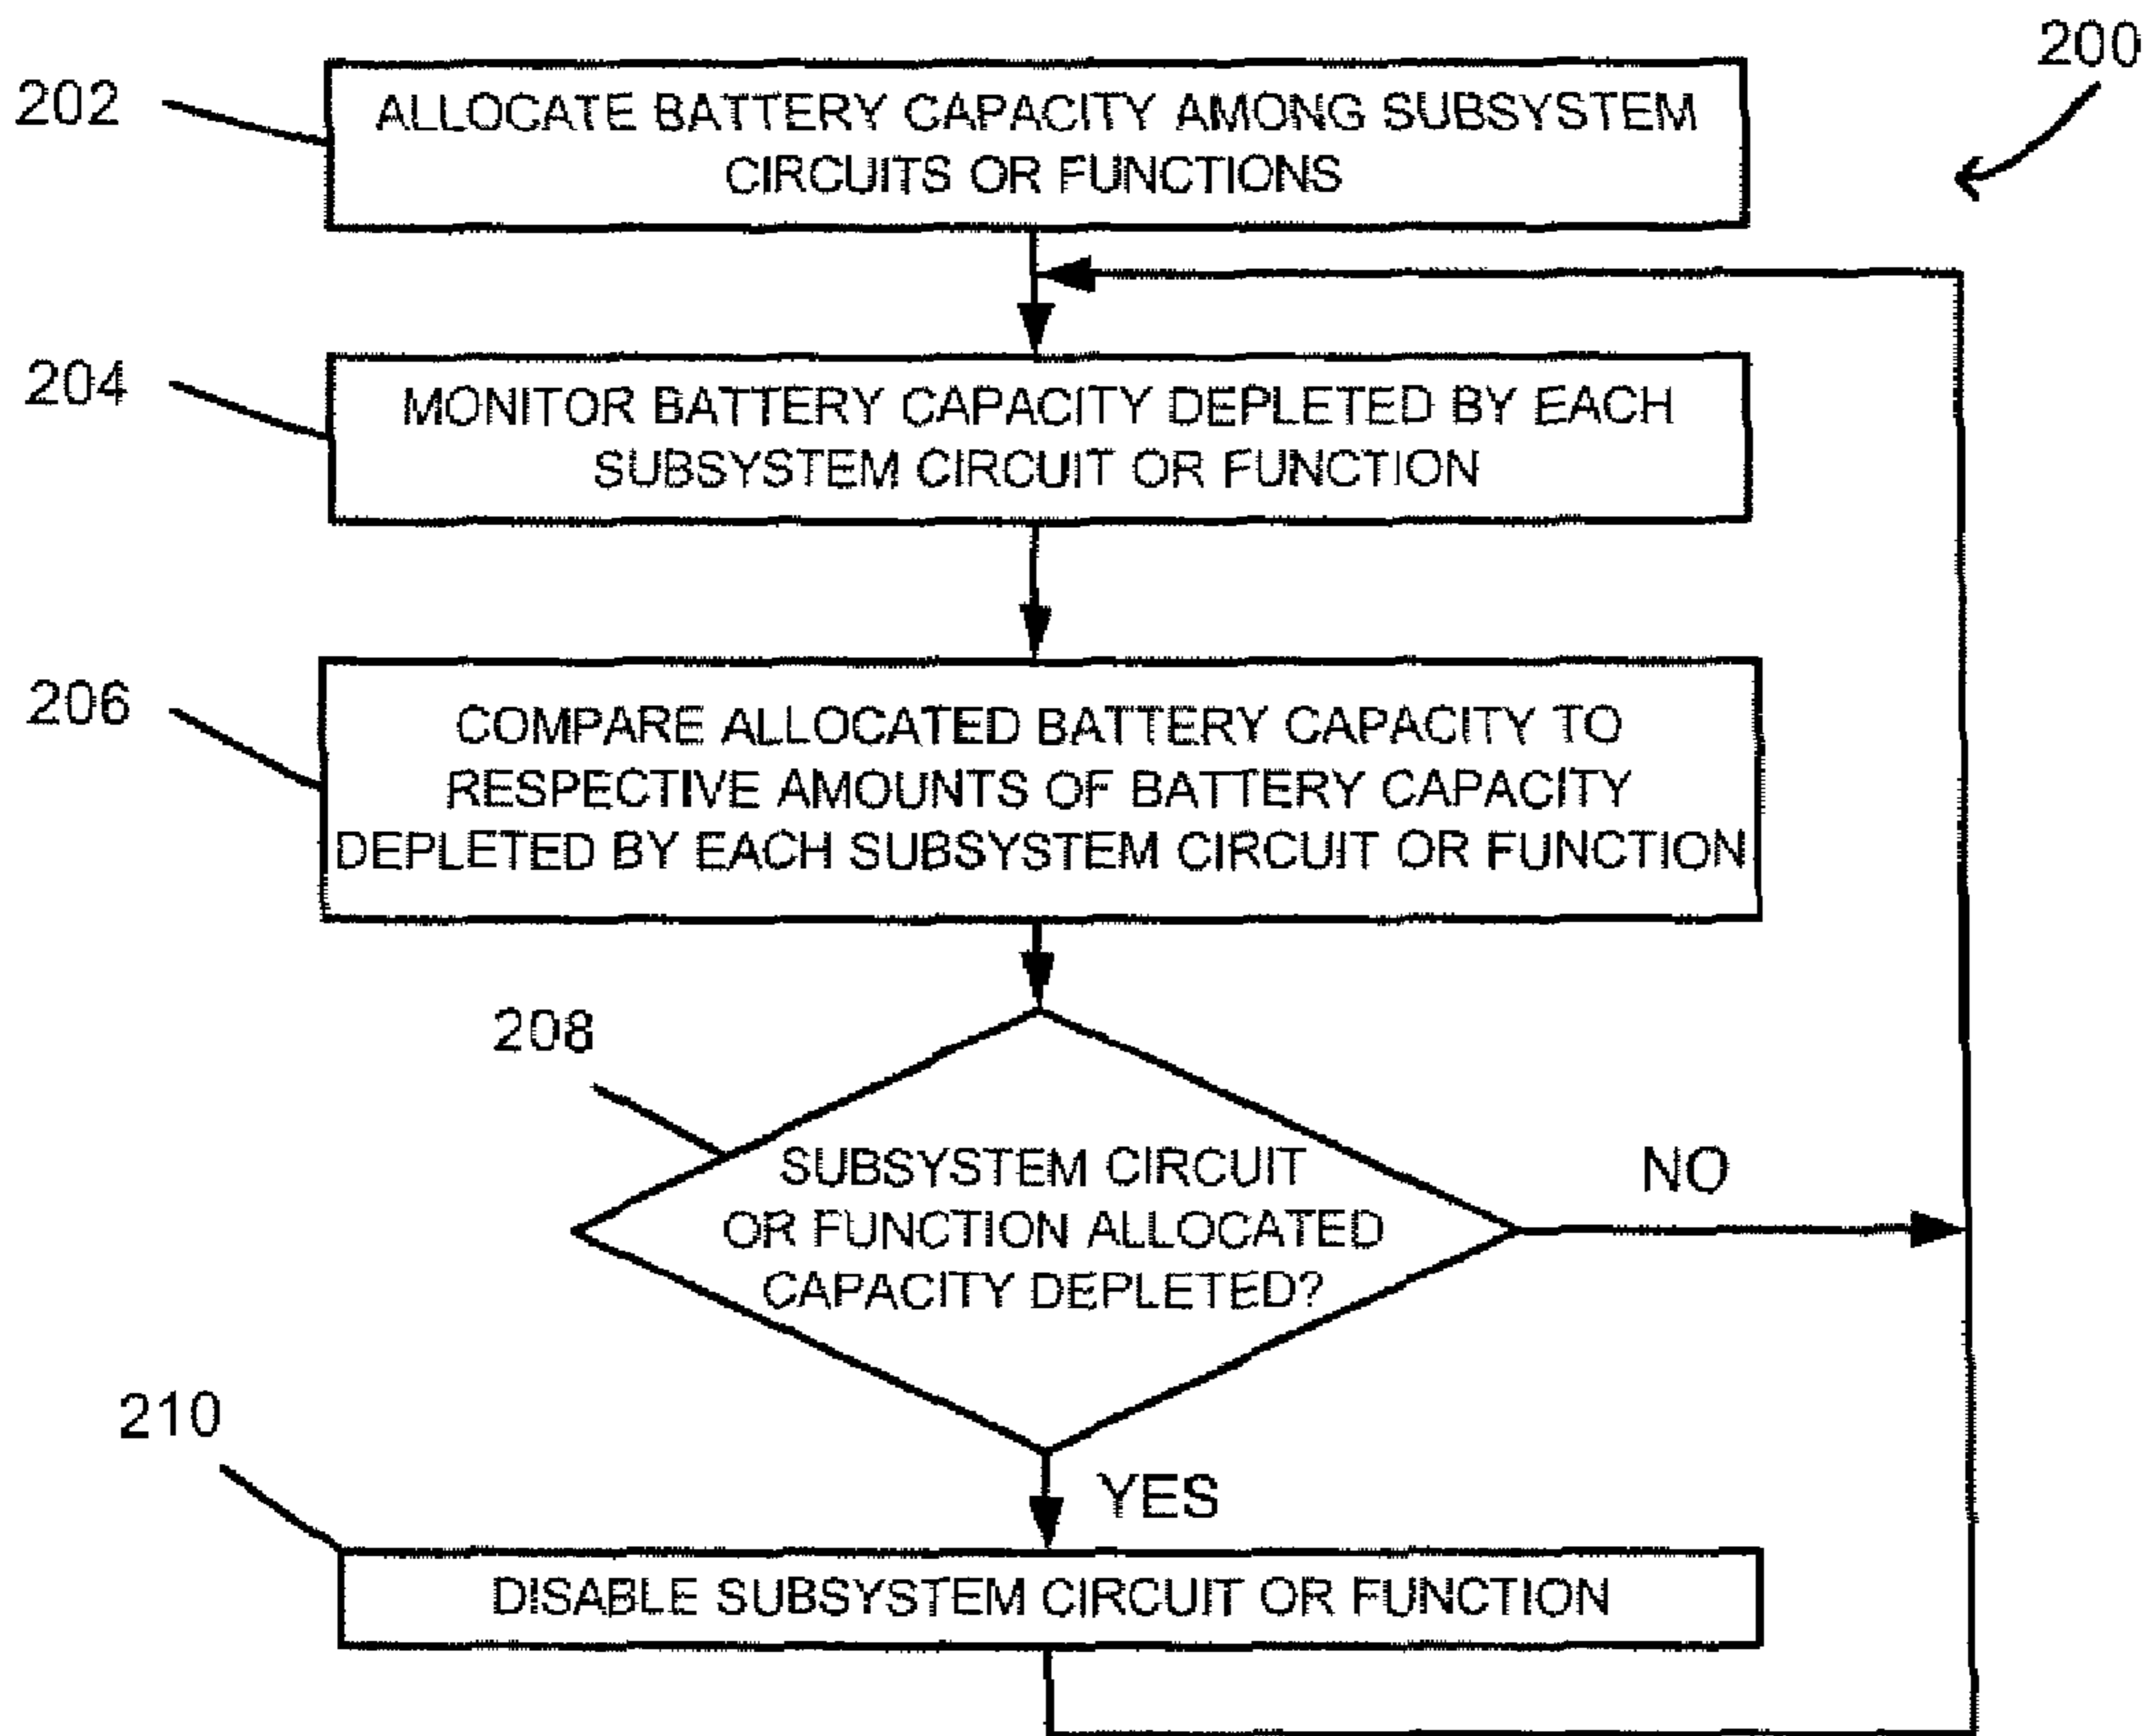 200
202
ALLOCATE BATTERY CAPACITY AMONG SUBSYSTEM
CIRCUITS OR FUNCTIONS
204
MONITOR BATTERY CAPACITY DEPLETED BY EACH
SUBSYSTEM CIRCUIT OR FUNCTION
206
COMPARE ALLOCATED BATTERY CAPACITY TO
RESPECTIVE AMOUNTS OF BATTERY CAPACITY
DEPLETED BY EACH SUBSYSTEM CIRCUIT OR FUNCTION
208
SUBSYSTEM CIRCUIT
OR FUNCTION ALLOCATED
CAPACITY DEPLETED?
NO
YES
210
DISABLE SUBSYSTEM CIRCUIT OR FUNCTION